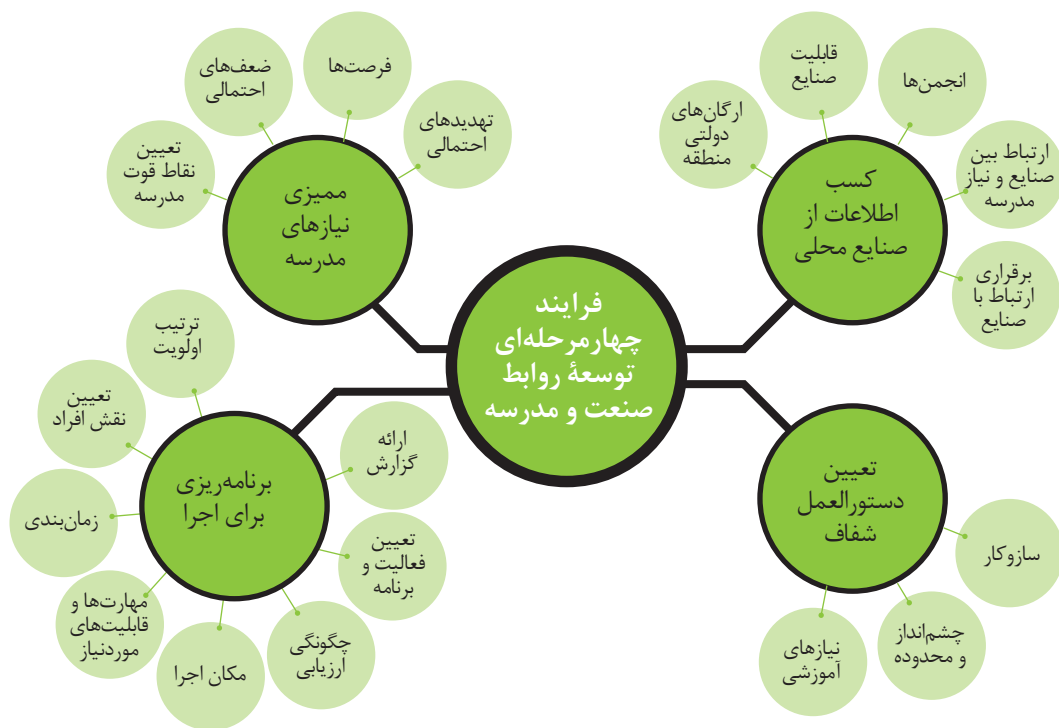 فرایند
چهارمرحله‌ای
توسعۀ روابط
صنعت و مدرسه
کسب
اطلاعات از
صنایع محلی
ارگان‌های
دولتی
منطقه
قابلیت
صنایع
انجمن‌ها
ارتباط بین
صنایع و نیاز
مدرسه
برقراری
ارتباط با
صنایع
ممیزی
نیازهای
مدرسه
تهدیدهای
احتمالی
فرصت‌ها
ضعف‌های
احتمالی
تعیین
نقاط قوت
مدرسه
تعیین
دستورالعمل
شفاف
سازوکار
چشم‌انداز
و محدوده
نیازهای
آموزشی
برنامه‌ریزی
برای اجرا
ترتیب
اولویت
تعیین
نقش افراد
زمان‌بندی
مهارت‌ها و
قابلیت‌های
موردنیاز
مکان اجرا
چگونگی
ارزیابی
تعیین
فعالیت و
برنامه
ارائه
گزارش